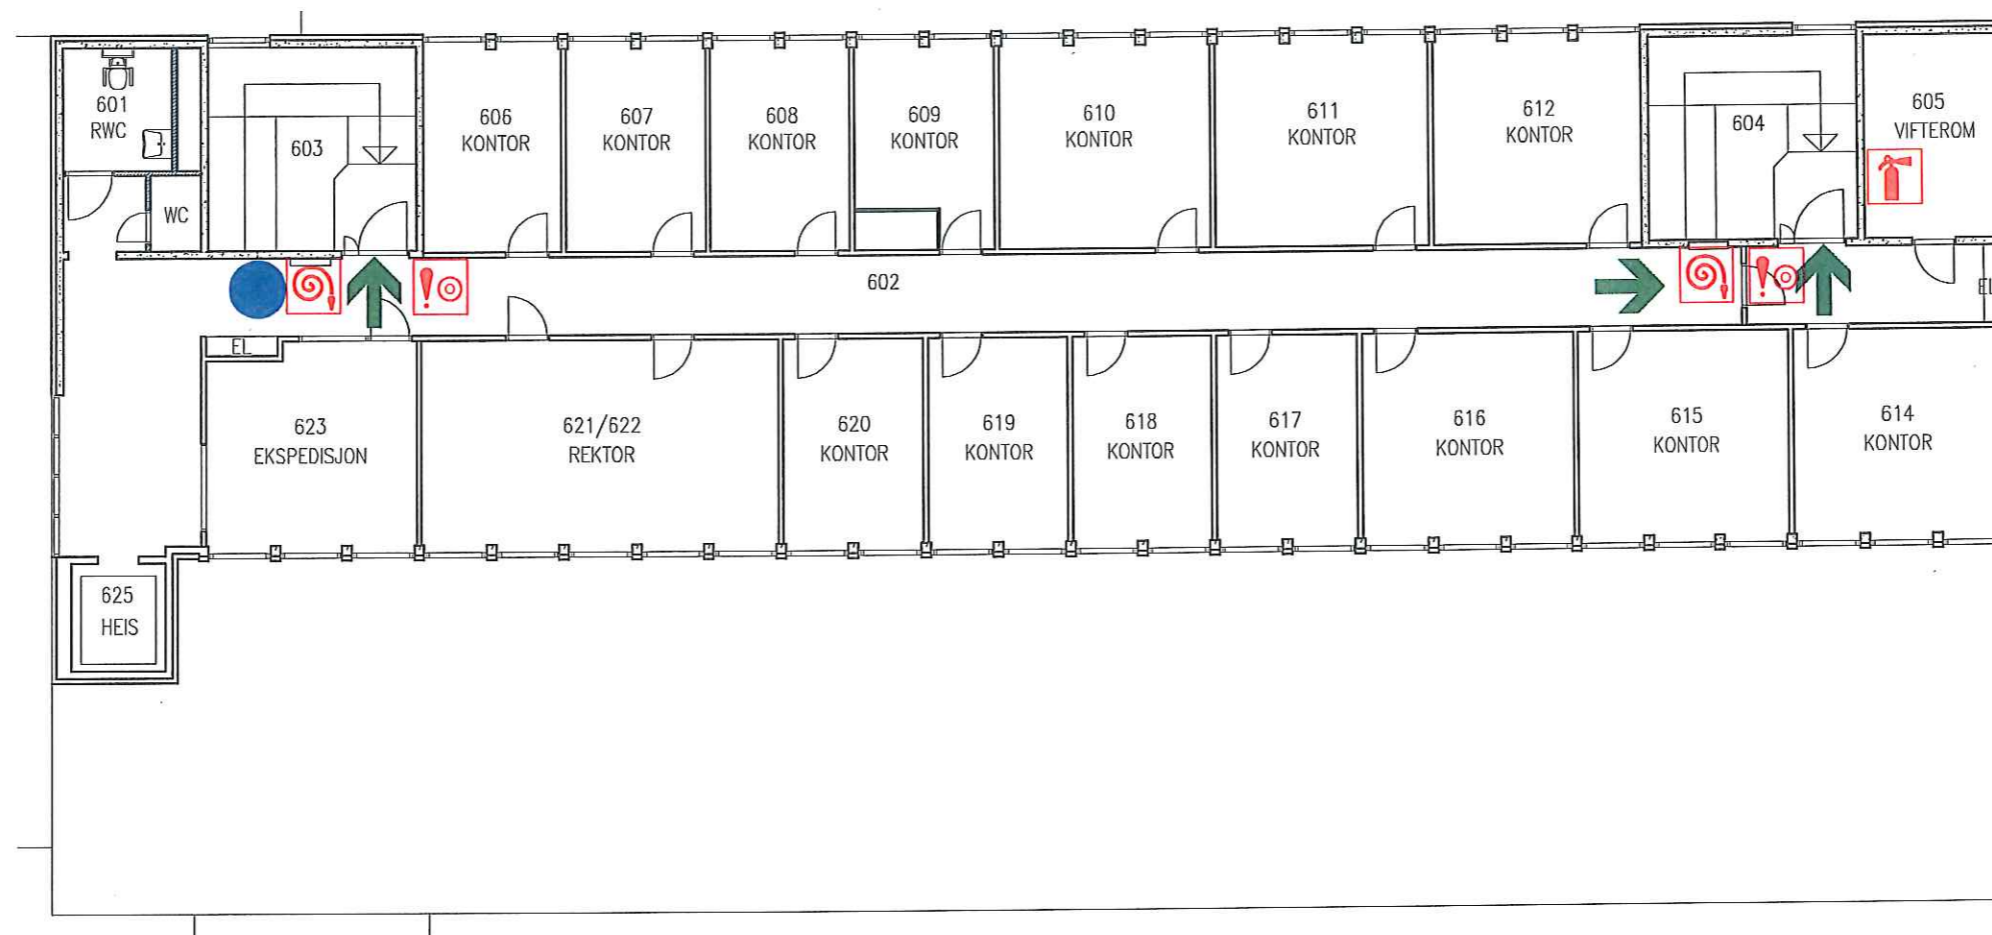 601
RWC
603
606
KONTOR
607
KONTOR
608
KONTOR
609
KONTOR
610
KONTOR
611
KONTOR
612
KONTOR
604
605
VIFTEROM
WC
602
EL
EL
623
EKSPEDISJON
621/622
REKTOR
620
KONTOR
619
KONTOR
618
KONTOR
617
KONTOR
616
KONTOR
615
KONTOR
614
KONTOR
625
HEIS